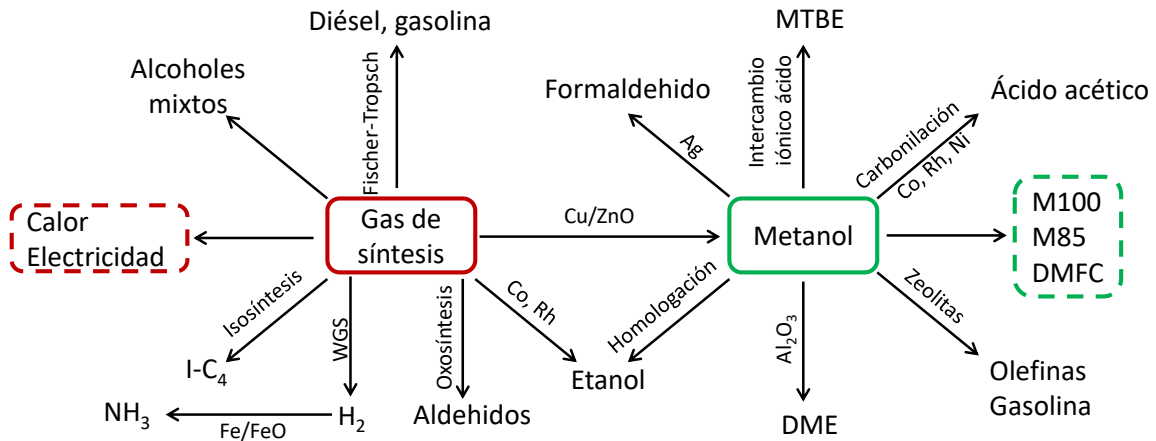 Diésel, gasolina
MTBE
Alcoholes
mixtos
Fischer-Tropsch
Formaldehido
Ag
Intercambio
iónico ácido
Carbonilación
Co, Rh, Ni
Ácido acético
Calor
Electricidad
Gas de
síntesis
Cu/ZnO
Metanol
M100
M85
DMFC
Isosíntesis
WGS
Oxosíntesis
Co, Rh
Homologación
Al₂O₃
Zeolitas
I-C₄
Etanol
Olefinas
Gasolina
NH₃
Fe/FeO
H₂
Aldehidos
DME